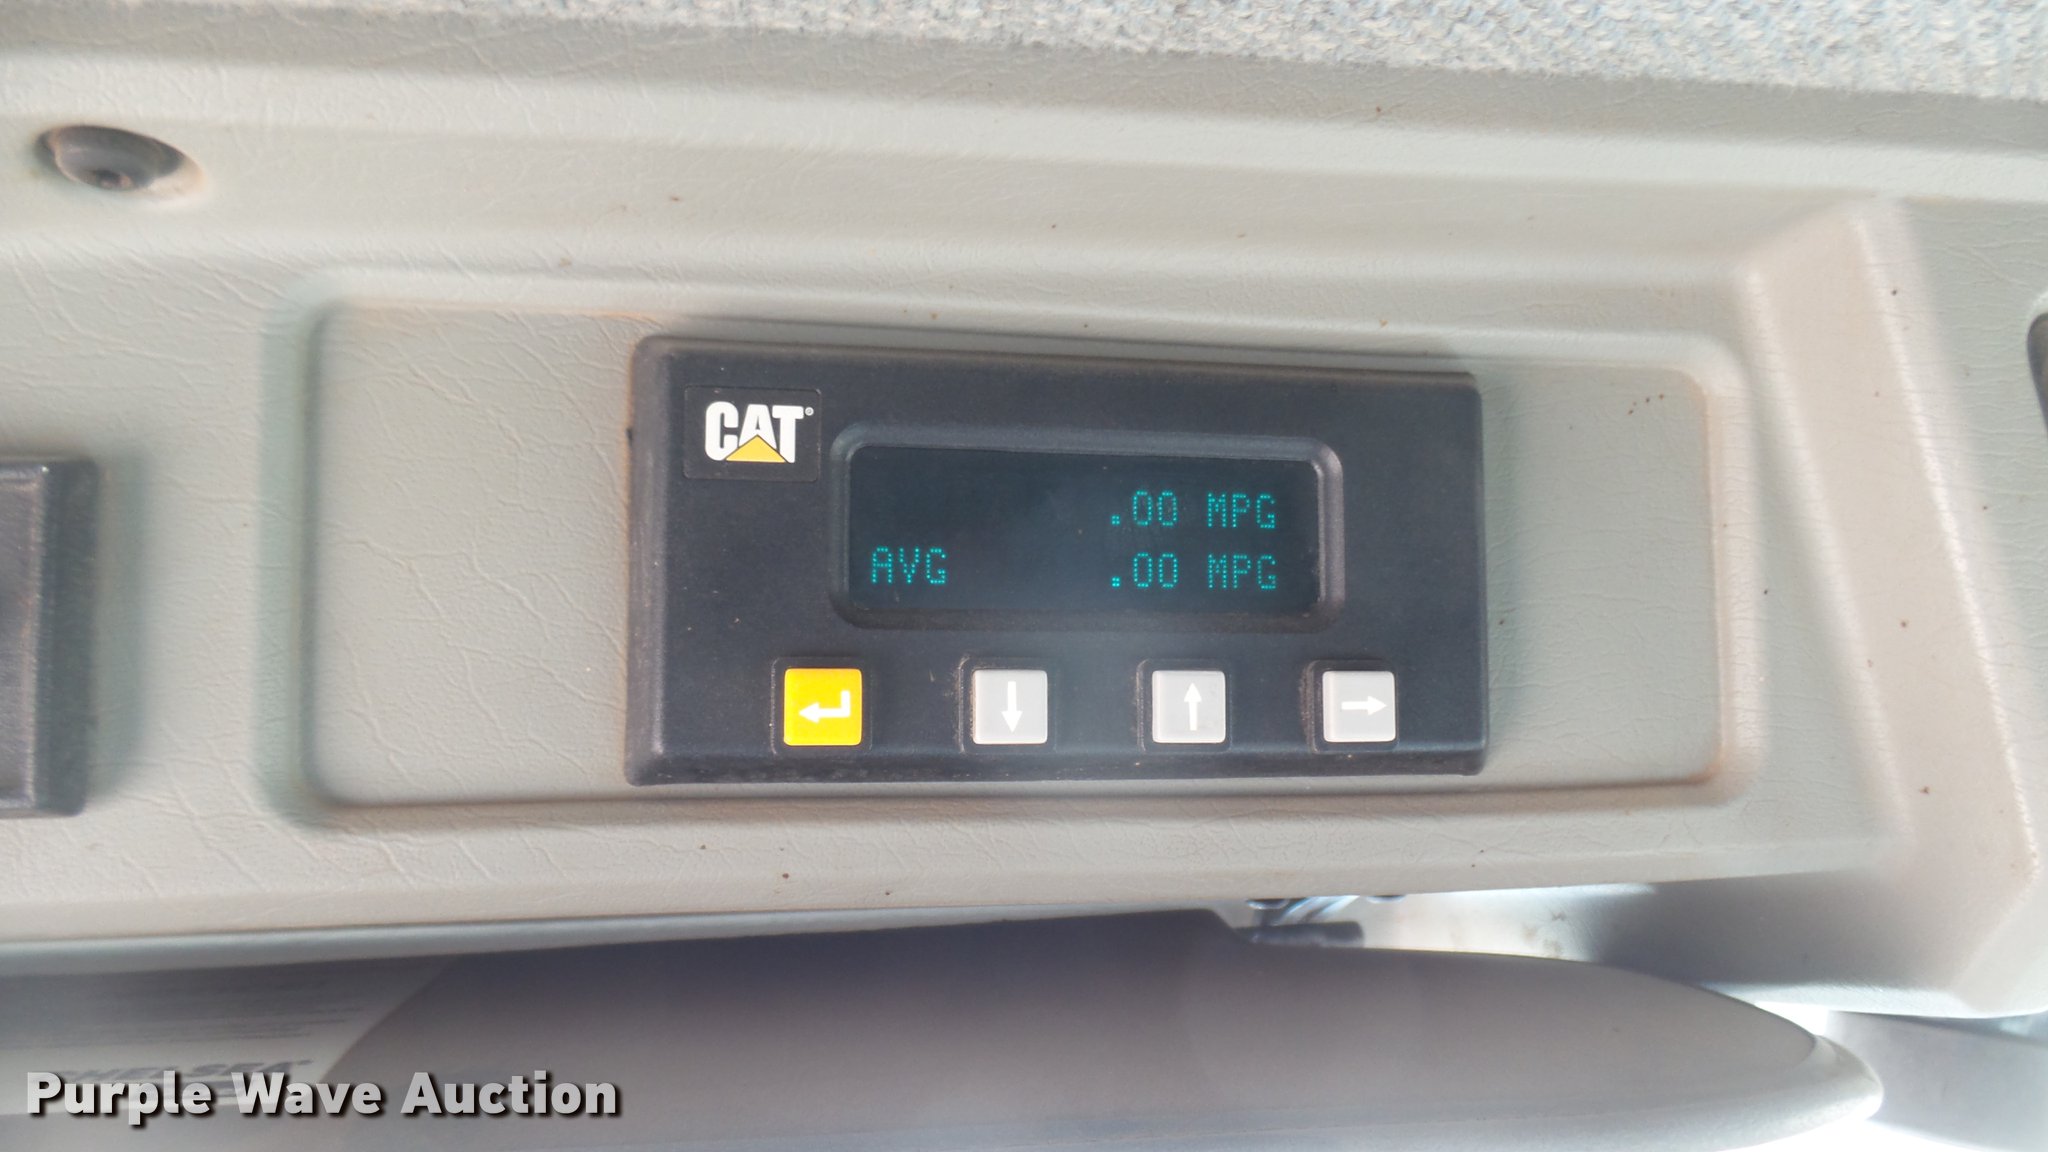 CAT®
.00 MPG
AVG .00 MPG
Purple Wave Auction